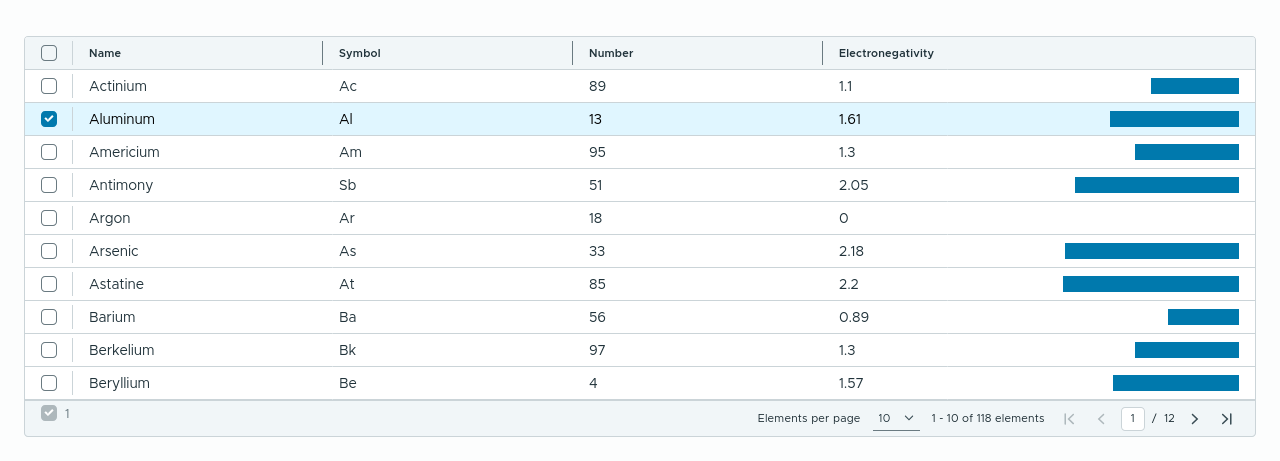 Name Symbol Number Electronegativity
Actinium Ac 89 1.1
Aluminum Al 13 1.61
Americium Am 95 1.3
Antimony Sb 51 2.05
Argon Ar 18 0
Arsenic As 33 2.18
Astatine At 85 2.2
Barium Ba 56 0.89
Berkelium Bk 97 1.3
Beryllium Be 4 1.57
1 Elements per page 10 1 - 10 of 118 elements 1 / 12